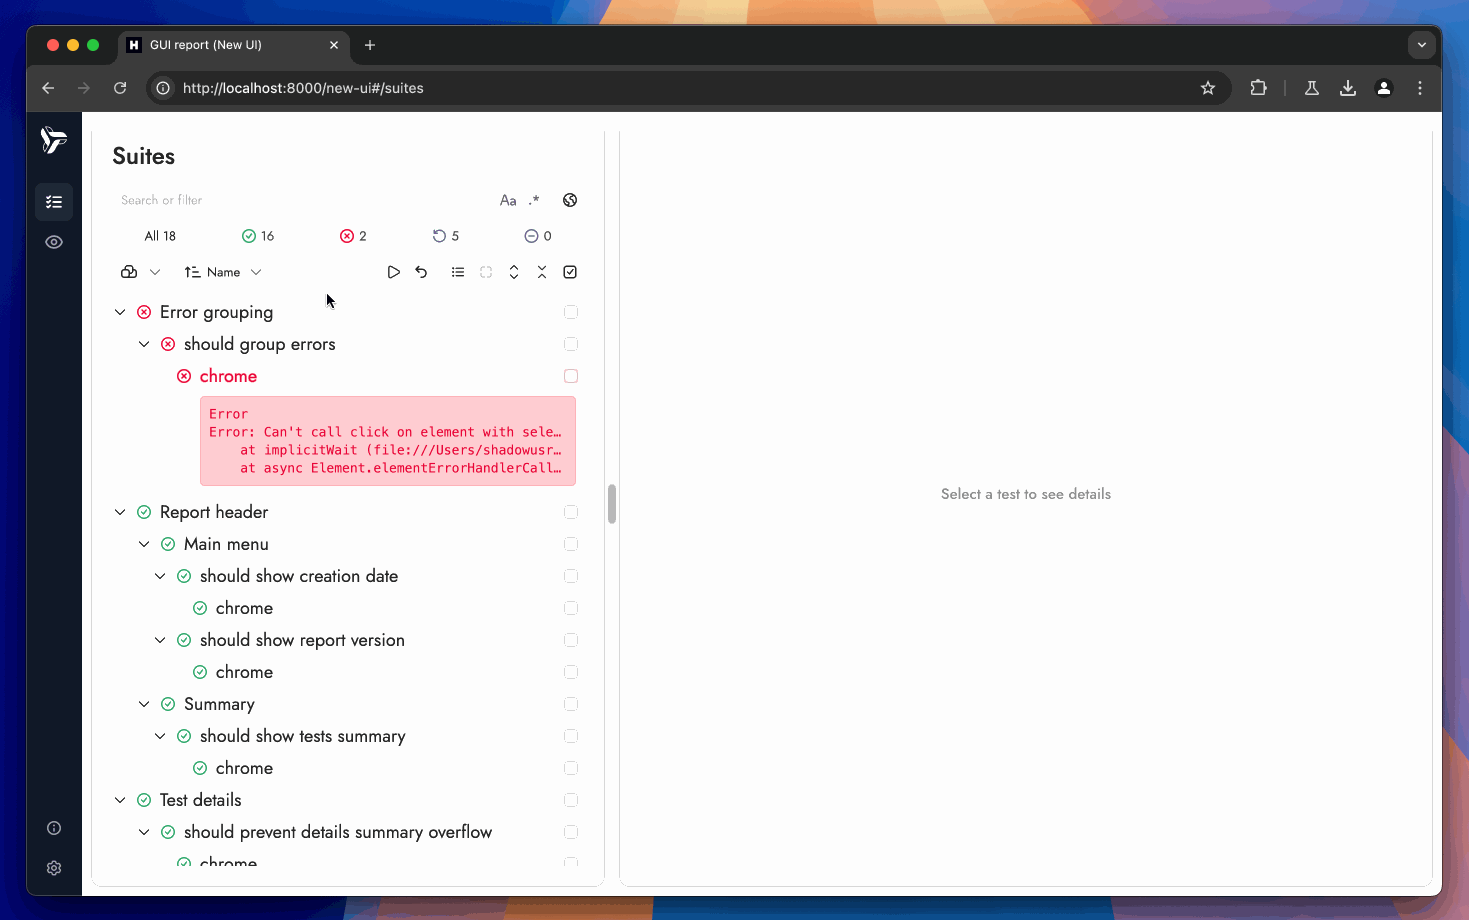 GUI report (New UI)
http://localhost:8000/new-ui#/suites
Suites
Search or filter
Aa .*
All 18 16 2 5 0
Name
Error grouping
should group errors
chrome
Error
Error: Can't call click on element with sele…
at implicitWait (file:///Users/shadowusr…
at async Element.elementErrorHandlerCall…
Report header
Main menu
should show creation date
chrome
should show report version
chrome
Summary
should show tests summary
chrome
Test details
should prevent details summary overflow
chrome
Select a test to see details